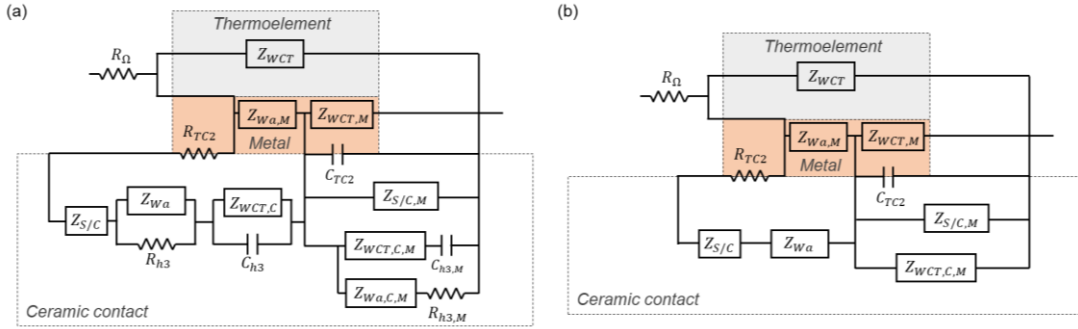 (a)
Thermoelement
R_Ω
Z_WCT
Z_Wa,M
Z_WCT,M
R_TC2
Metal
C_TC2
Z_Wa
Z_WCT,C
Z_S/C,M
Z_S/C
R_h3
C_h3
Z_WCT,C,M
C_h3,M
Z_Wa,C,M
R_h3,M
Ceramic contact
(b)
Thermoelement
R_Ω
Z_WCT
Z_Wa,M
Z_WCT,M
R_TC2
Metal
C_TC2
Z_S/C,M
Z_S/C
Z_Wa
Z_WCT,C,M
Ceramic contact